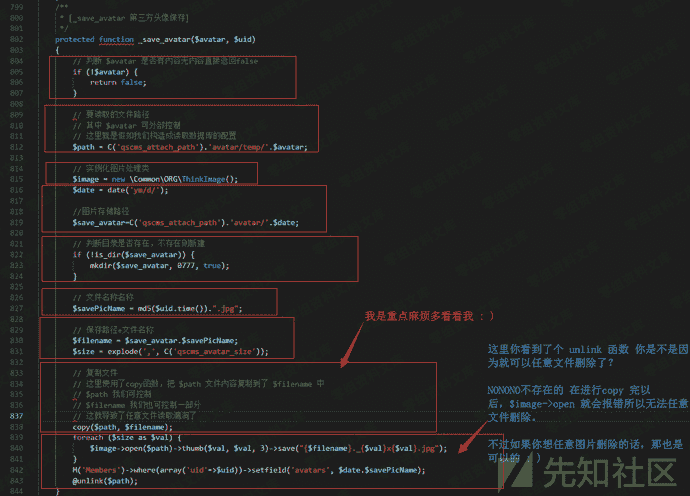 799 /**
800 * [_save_avatar 第三方头像保存]
801 */
802 protected function _save_avatar($avatar, $uid)
803 {
804 // 判断 $avatar 是否有内容无内容直接返回false
805 if (!$avatar) {
806 return false;
807 }
808
809 // 要读取的文件路径
810 // 其中 $avatar 可外部控制
811 // 这里就是假如我们构造成读取数据库的配置
812 $path = C('qscms_attach_path').'avatar/temp/'.$avatar;
813
814 // 实例化图片处理类
815 $image = new \Common\ORG\ThinkImage();
816 $date = date('ym/d/');
817
818 //图片存储路径
819 $save_avatar=C('qscms_attach_path').'avatar/'.$date;
820
821 // 判断目录是否存在，不存在则新建
822 if (!is_dir($save_avatar)) {
823 mkdir($save_avatar, 0777, true);
824 }
825
826 // 文件名称名称
827 $savePicName = md5($uid.time()).".jpg";
828
829 // 保存路径+文件名称
830 $filename = $save_avatar.$savePicName;
831 $size = explode(',', C('qscms_avatar_size'));
832
833 // 复制文件
834 // 这里使用了copy函数，把 $path 文件内容复制到了 $filename 中
835 // $path 我们可控制
836 // $filename 我们也可控制一部分
837 // 这就导致了任意文件读取漏洞了
838 copy($path, $filename);
839 foreach ($size as $val) {
840 $image->open($path)->thumb($val, $val, 3)->save("{$filename}._{$val}x{$val}.jpg");
841 }
842 M('Members')->where(array('uid'=>$uid))->setfield('avatars', $date.$savePicName);
843 @unlink($path);
844 }
我是重点麻烦多看看我 : )
这里你看到了个 unlink 函数 你是不是因
为就可以任意文件删除了？
NONONO不存在的 在进行copy 完以
后，$image->open 就会报错所以无法任意
文件删除。
不过如果你想任意图片删除的话，那也是
可以的 : )
先知社区